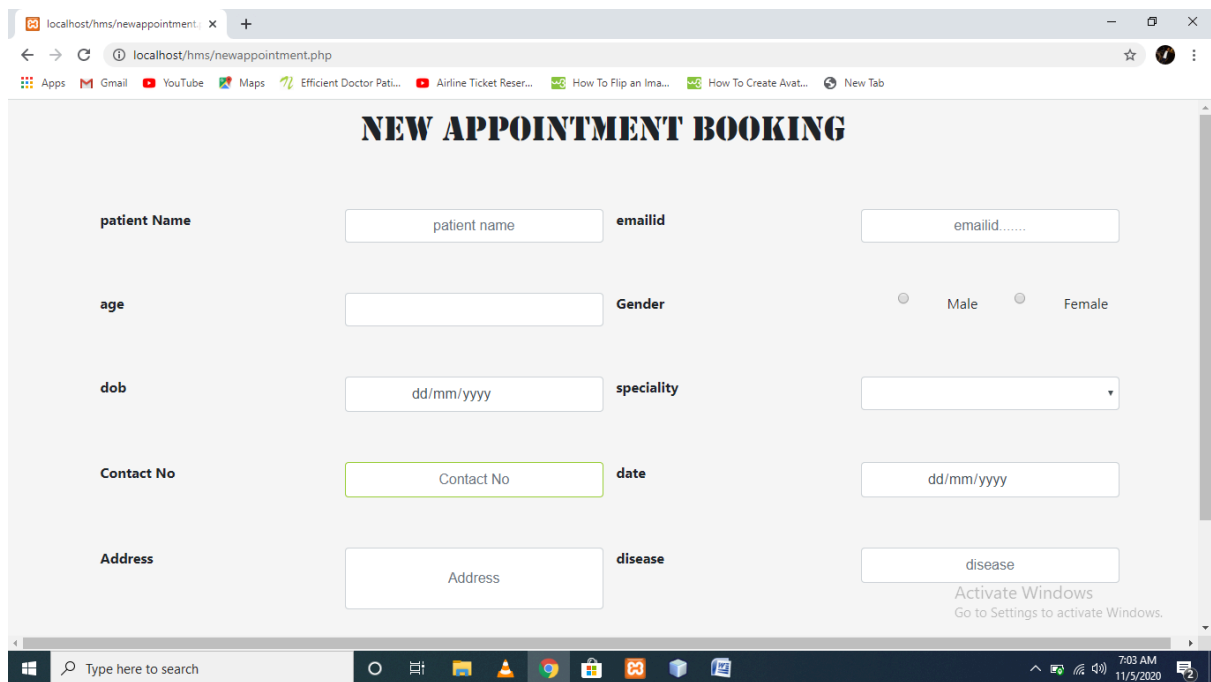 localhost/hms/newappointment.
localhost/hms/newappointment.php
Apps Gmail YouTube Maps Efficient Doctor Pati... Airline Ticket Reser... How To Flip an Ima... How To Create Avat... New Tab
NEW APPOINTMENT BOOKING
patient Name patient name emailid emailid.......
age Gender Male Female
dob dd/mm/yyyy speciality
Contact No Contact No date dd/mm/yyyy
Address Address disease disease
Activate Windows
Go to Settings to activate Windows.
Type here to search 7:03 AM
11/5/2020 2